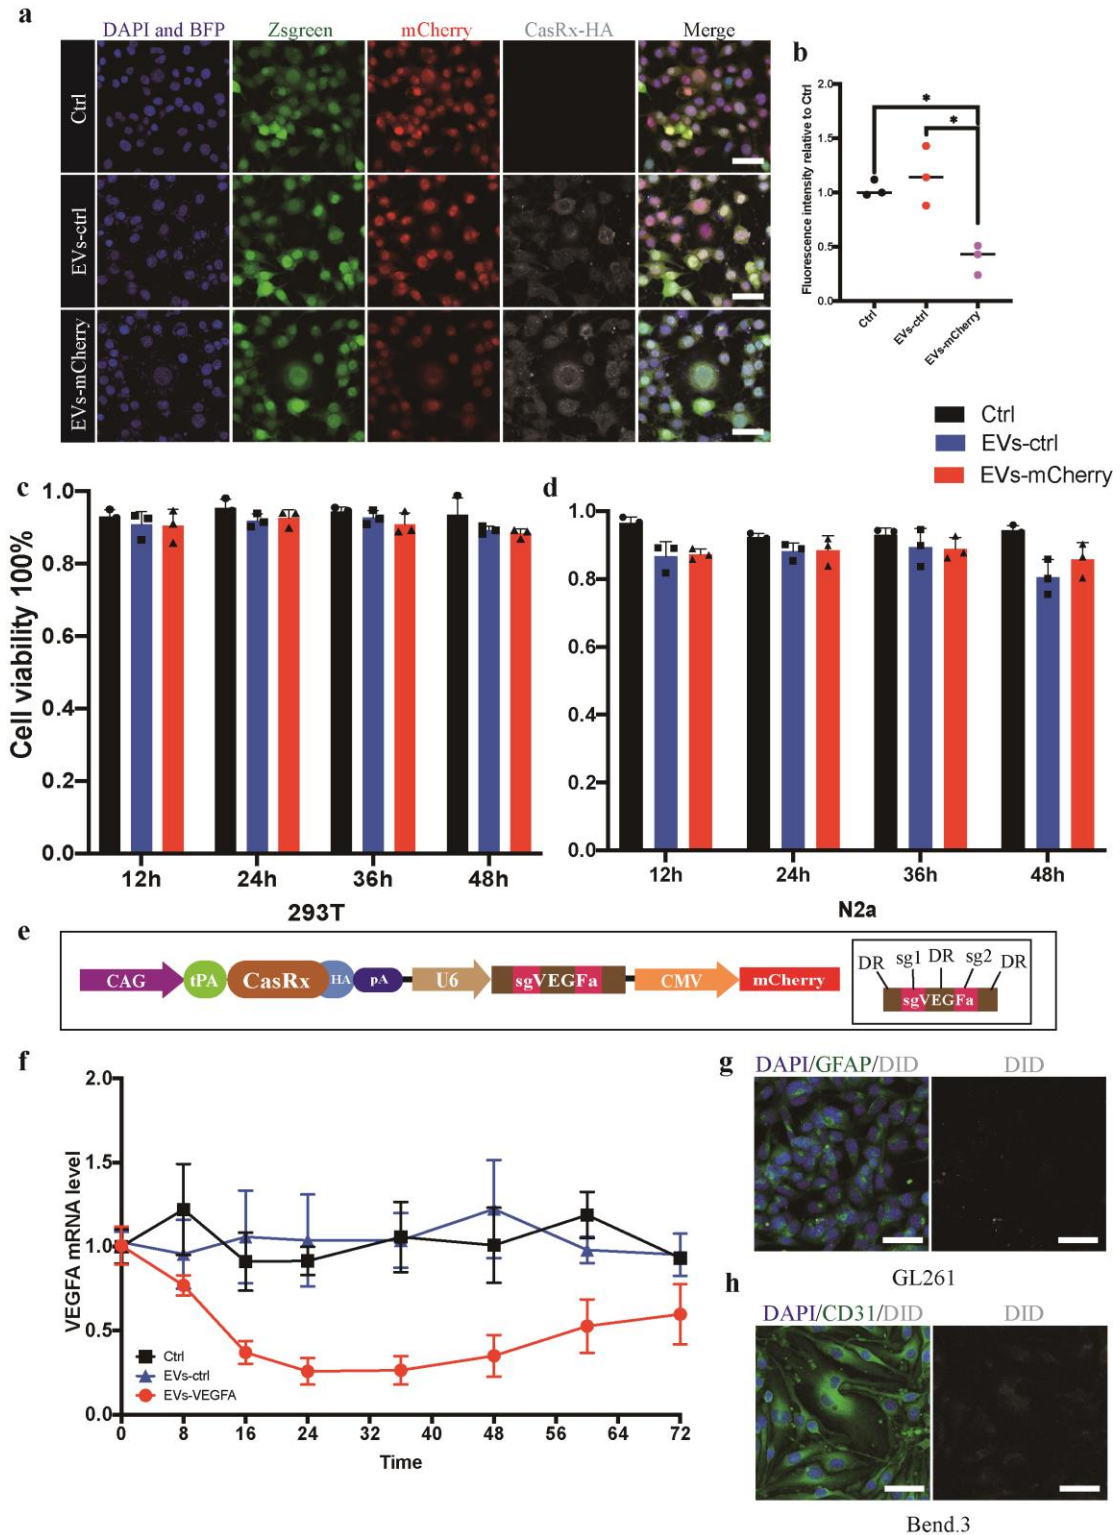 a
DAPI and BFP Zsgreen mCherry CasRx-HA Merge
Ctrl
EVs-ctrl
EVs-mCherry
b
Fluorescence intensity relative to Ctrl
2.0
1.5
1.0
0.5
0.0
* 
*
Ctrl EVs-ctrl EVs-mCherry
Ctrl
EVs-ctrl
EVs-mCherry
c
Cell viability 100%
1.0
0.8
0.6
0.4
0.2
0.0
12h 24h 36h 48h
293T
d
1.0
0.8
0.6
0.4
0.2
0.0
12h 24h 36h 48h
N2a
e
CAG tPA CasRx HA pA U6 sgVEGFa CMV mCherry
DR sg1 DR sg2 DR
sgVEGFa
f
VEGFA mRNA level
2.0
1.5
1.0
0.5
0.0
Ctrl
EVs-ctrl
EVs-VEGFA
0 8 16 24 32 40 48 56 64 72
Time
g
DAPI/GFAP/DID DID
GL261
h
DAPI/CD31/DID DID
Bend.3